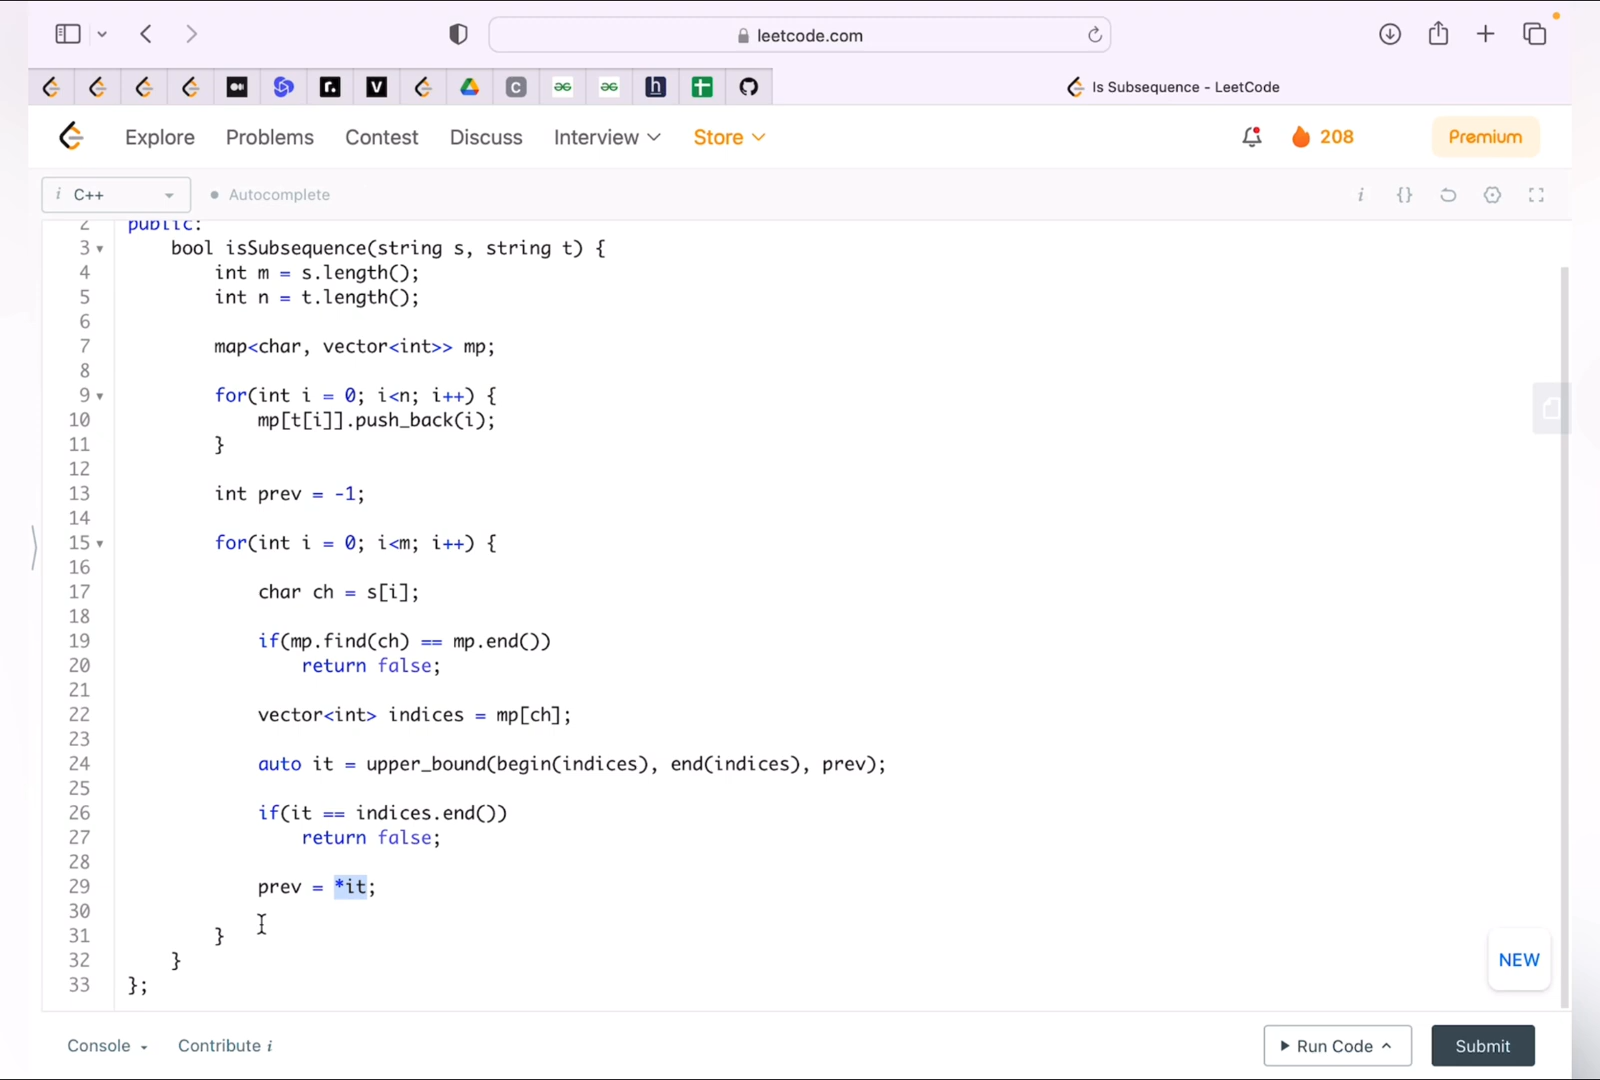 leetcode.com
Is Subsequence - LeetCode
Explore Problems Contest Discuss Interview Store 208 Premium
i C++ Autocomplete i {}
2 public:
3 bool isSubsequence(string s, string t) {
4 int m = s.length();
5 int n = t.length();
6
7 map<char, vector<int>> mp;
8
9 for(int i = 0; i<n; i++) {
10 mp[t[i]].push_back(i);
11 }
12
13 int prev = -1;
14
15 for(int i = 0; i<m; i++) {
16
17 char ch = s[i];
18
19 if(mp.find(ch) == mp.end())
20 return false;
21
22 vector<int> indices = mp[ch];
23
24 auto it = upper_bound(begin(indices), end(indices), prev);
25
26 if(it == indices.end())
27 return false;
28
29 prev = *it;
30
31 }
32 }
33 };
NEW
Console Contribute i Run Code Submit